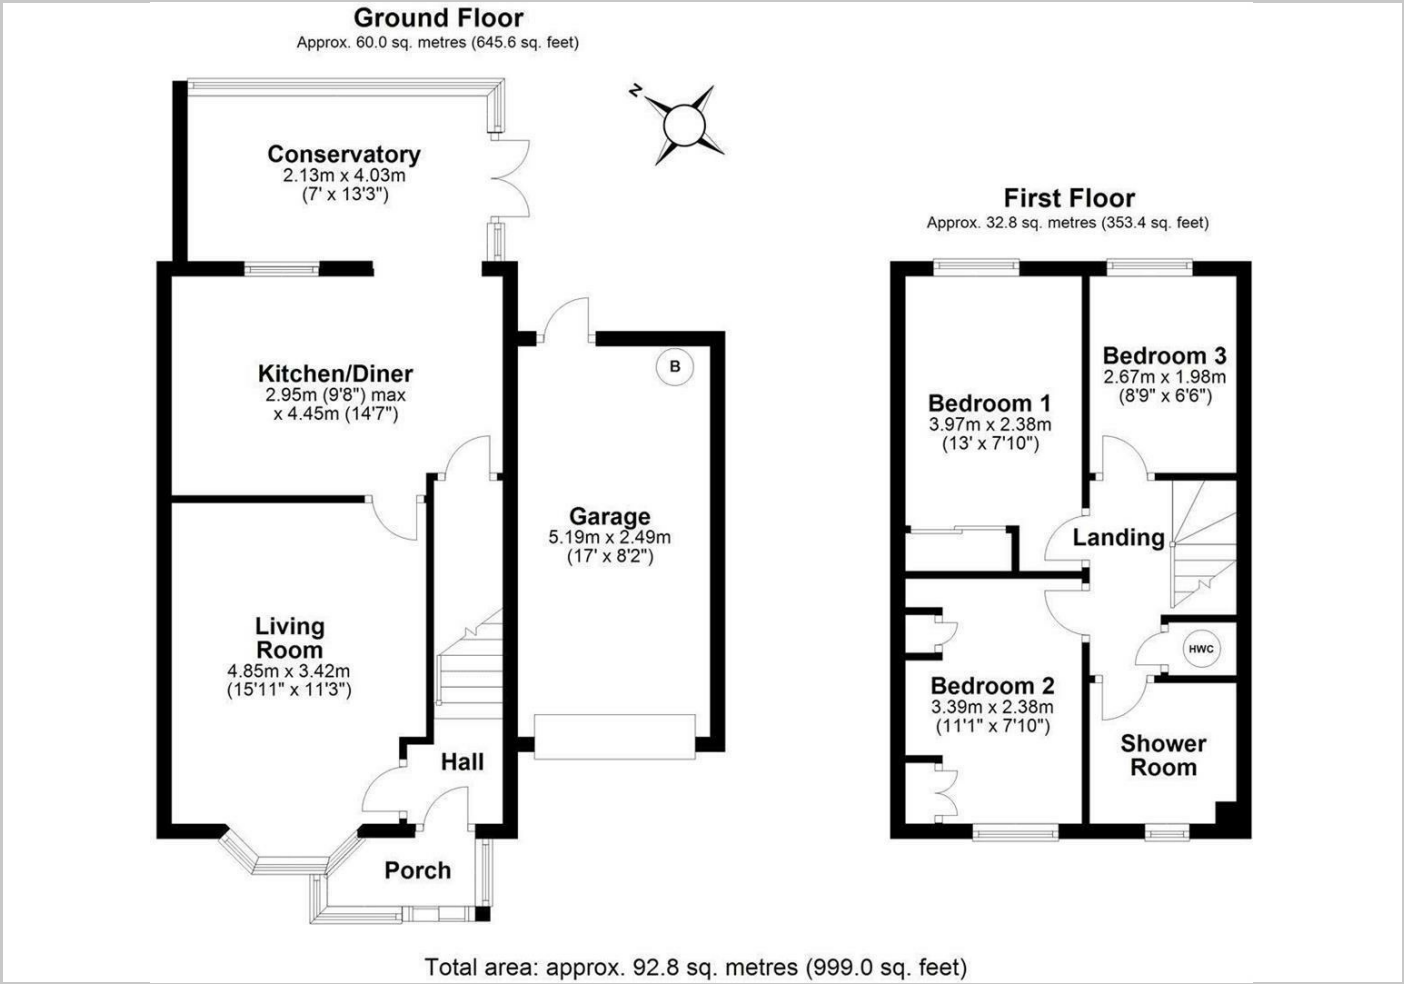 Ground Floor
Approx. 60.0 sq. metres (645.6 sq. feet)
N
Conservatory
2.13m x 4.03m
(7' x 13'3")
First Floor
Approx. 32.8 sq. metres (353.4 sq. feet)
Kitchen/Diner
2.95m (9'8") max
x 4.45m (14'7")
B
Bedroom 3
2.67m x 1.98m
(8'9" x 6'6")
Bedroom 1
3.97m x 2.38m
(13' x 7'10")
Garage
5.19m x 2.49m
(17' x 8'2")
Landing
Living
Room
4.85m x 3.42m
(15'11" x 11'3")
HWC
Bedroom 2
3.39m x 2.38m
(11'1" x 7'10")
Shower
Room
Hall
Porch
Total area: approx. 92.8 sq. metres (999.0 sq. feet)